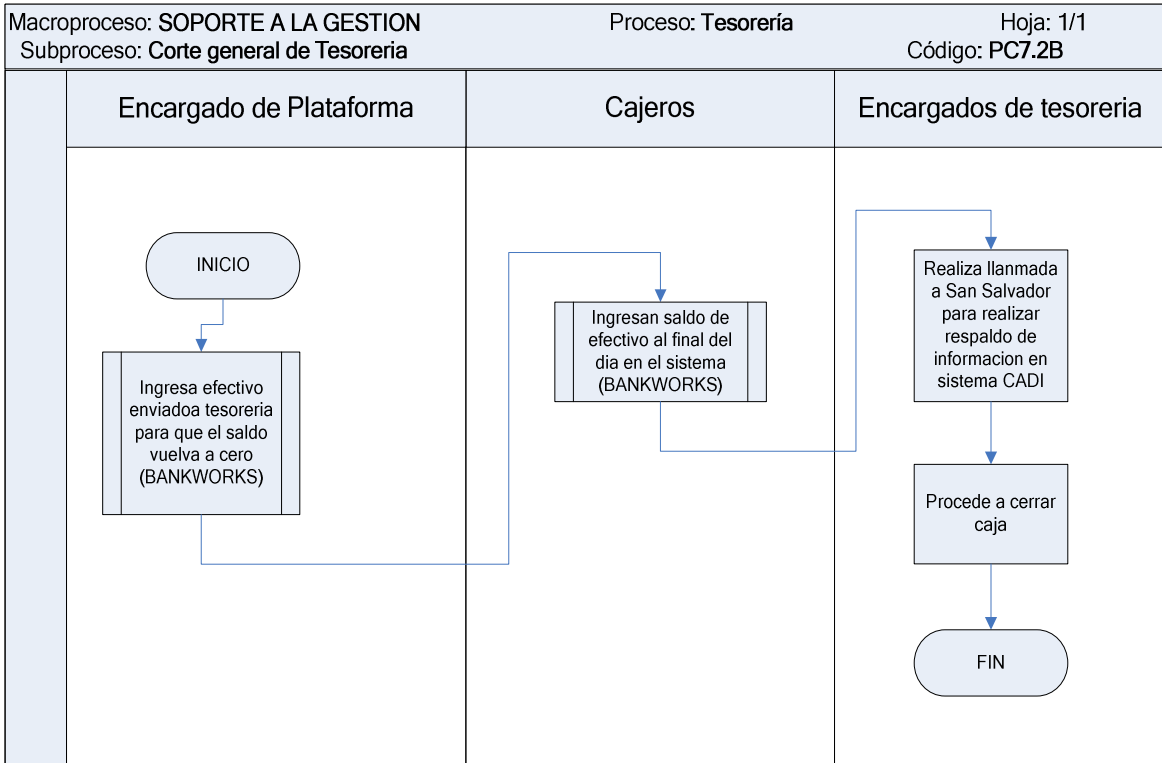 Macroproceso: SOPORTE A LA GESTION
Proceso: Tesorería
Hoja: 1/1
Subproceso: Corte general de Tesoreria
Código: PC7.2B
Encargado de Plataforma
Cajeros
Encargados de tesoreria
INICIO
Ingresa efectivo
enviadoa tesoreria
para que el saldo
vuelva a cero
(BANKWORKS)
Ingresan saldo de
efectivo al final del
dia en el sistema
(BANKWORKS)
Realiza llanmada
a San Salvador
para realizar
respaldo de
informacion en
sistema CADI
Procede a cerrar
caja
FIN